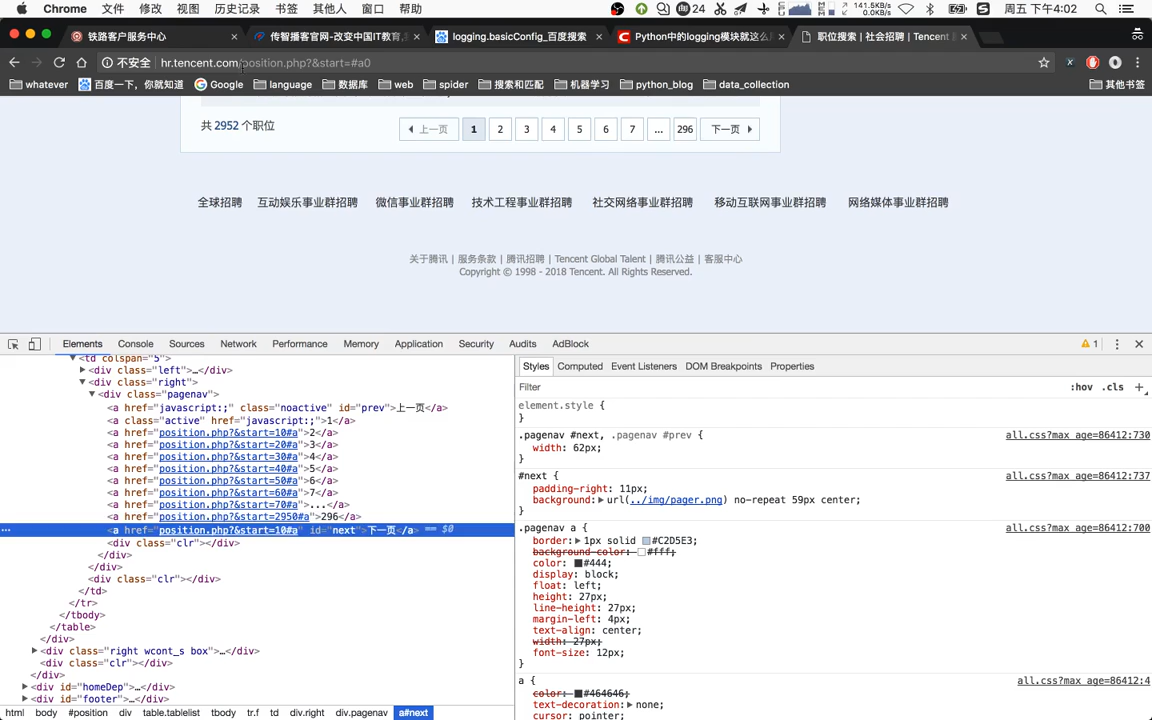 Chrome 文件 修改 视图 历史记录 书签 其他人 窗口 帮助 24 141.5KB/s 0.0KB/s 周五 下午4:02
铁路客户服务中心 × 传智播客官网-改变中国IT教育, × logging.basicConfig_百度搜索 × Python中的logging模块就这么 × 职位搜索 | 社会招聘 | Tencent ×
不安全 hr.tencent.com/position.php?&start=#a0
whatever 百度一下，你就知道 Google language 数据库 web spider 搜索和匹配 机器学习 python_blog data_collection 其他书签
共 2952 个职位 上一页 1 2 3 4 5 6 7 ... 296 下一页
全球招聘 互动娱乐事业群招聘 微信事业群招聘 技术工程事业群招聘 社交网络事业群招聘 移动互联网事业群招聘 网络媒体事业群招聘
关于腾讯 | 服务条款 | 腾讯招聘 | Tencent Global Talent | 腾讯公益 | 客服中心
Copyright © 1998 - 2018 Tencent. All Rights Reserved.
Elements Console Sources Network Performance Memory Application Security Audits AdBlock 1
<td colspan="5">
<div class="left">…</div>
<div class="right">
<div class="pagenav">
<a href="javascript:;" class="noactive" id="prev">上一页</a>
<a class="active" href="javascript:;">1</a>
<a href="position.php?&start=10#a">2</a>
<a href="position.php?&start=20#a">3</a>
<a href="position.php?&start=30#a">4</a>
<a href="position.php?&start=40#a">5</a>
<a href="position.php?&start=50#a">6</a>
<a href="position.php?&start=60#a">7</a>
<a href="position.php?&start=70#a">...</a>
<a href="position.php?&start=2950#a">296</a>
<a href="position.php?&start=10#a" id="next">下一页</a> == $0
<div class="clr"></div>
</div>
</div>
<div class="clr"></div>
</td>
</tr>
</tbody>
</table>
</div>
<div class="right wcont_s box">…</div>
<div class="clr"></div>
</div>
<div id="homeDep">…</div>
<div id="footer">…</div>
html body #position div table.tablelist tbody tr.f td div.right div.pagenav a#next
Styles Computed Event Listeners DOM Breakpoints Properties
Filter :hov .cls +
element.style {
}
.pagenav #next, .pagenav #prev { all.css?max_age=86412:730
width: 62px;
}
#next { all.css?max_age=86412:737
padding-right: 11px;
background: url(../img/pager.png) no-repeat 59px center;
}
.pagenav a { all.css?max_age=86412:700
border: 1px solid #C2D5E3;
background-color: #fff;
color: #444;
display: block;
float: left;
height: 27px;
line-height: 27px;
margin-left: 4px;
text-align: center;
width: 27px;
font-size: 12px;
}
a { all.css?max_age=86412:4
color: #464646;
text-decoration: none;
cursor: pointer;